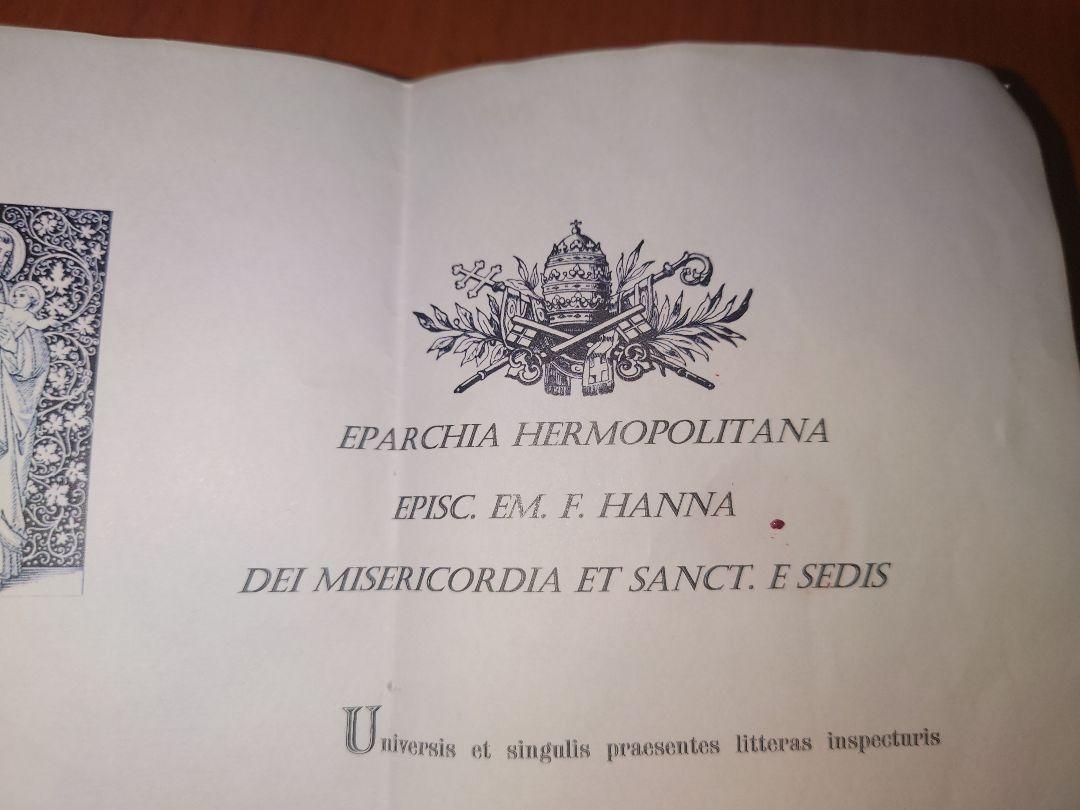 EPARCHIA HERMOPOLITANA
EPISC. EM. F. HANNA
DEI MISERICORDIA ET SANCT. E SEDIS
Universis et singulis praesentes litteras inspecturis